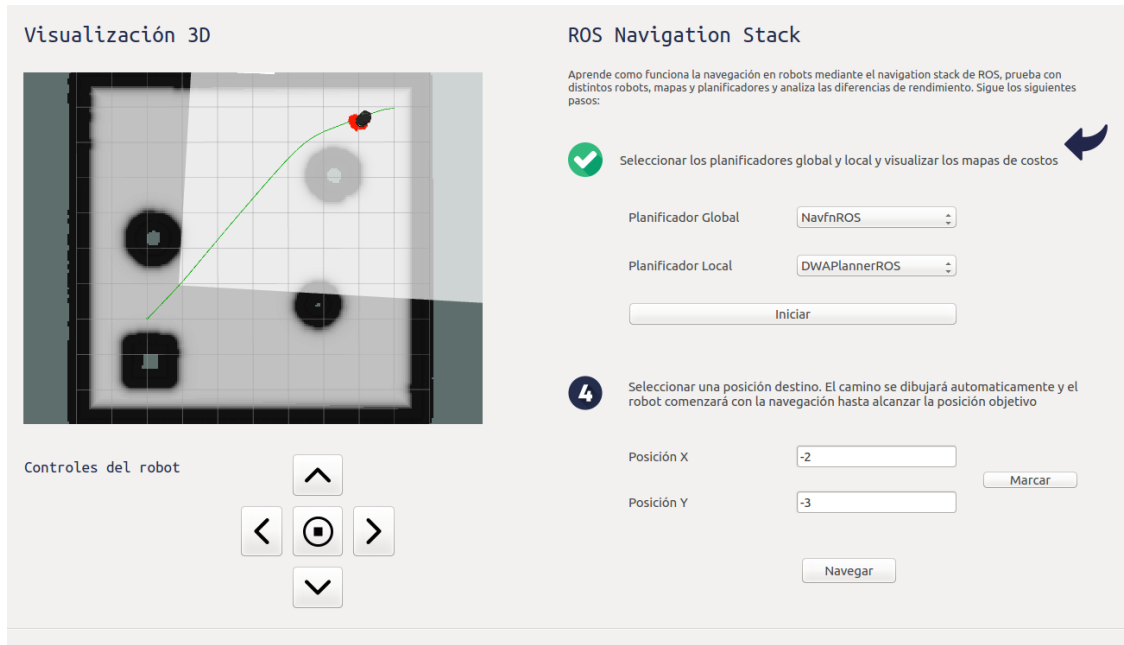 Visualización 3D
ROS Navigation Stack
Aprende como funciona la navegación en robots mediante el navigation stack de ROS, prueba con
distintos robots, mapas y planificadores y analiza las diferencias de rendimiento. Sigue los siguientes
pasos:
Seleccionar los planificadores global y local y visualizar los mapas de costos
Planificador Global
NavfnROS
Planificador Local
DWAPlannerROS
Iniciar
4
Seleccionar una posición destino. El camino se dibujará automaticamente y el
robot comenzará con la navegación hasta alcanzar la posición objetivo
Controles del robot
Posición X
-2
Marcar
Posición Y
-3
Navegar